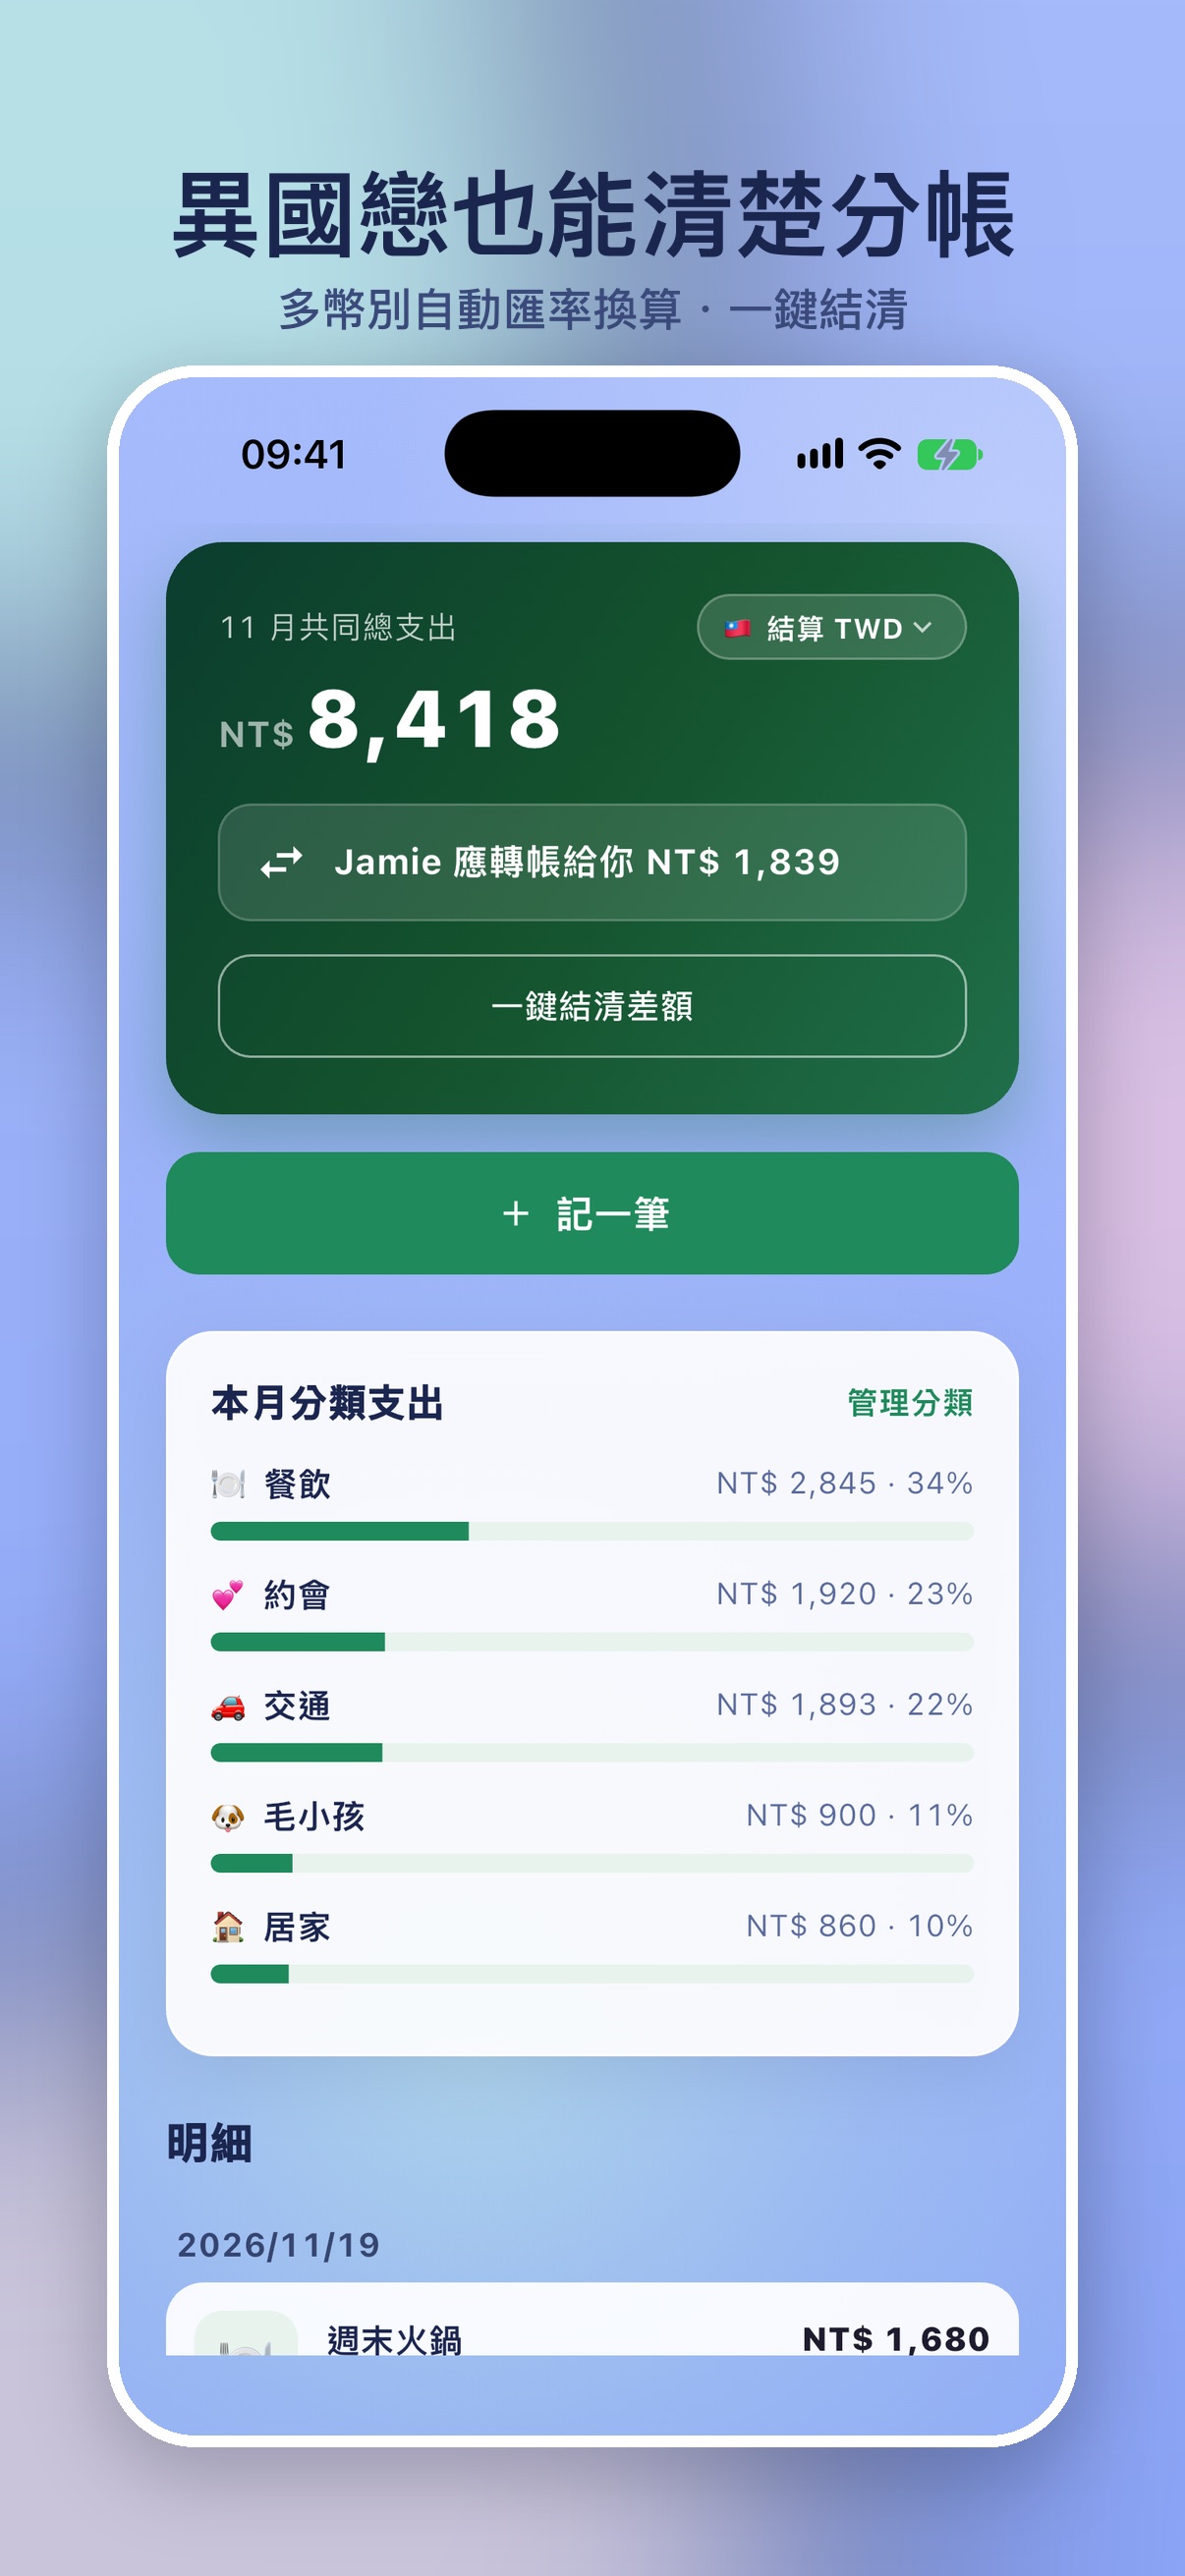 異國戀也能清楚分帳
多幣別自動匯率換算 · 一鍵結清
09:41
11 月共同總支出
結算 TWD
NT$ 8,418
Jamie 應轉帳給你 NT$ 1,839
一鍵結清差額
+ 記一筆
本月分類支出
管理分類
餐飲 NT$ 2,845 · 34%
約會 NT$ 1,920 · 23%
交通 NT$ 1,893 · 22%
毛小孩 NT$ 900 · 11%
居家 NT$ 860 · 10%
明細
2026/11/19
週末火鍋 NT$ 1,680